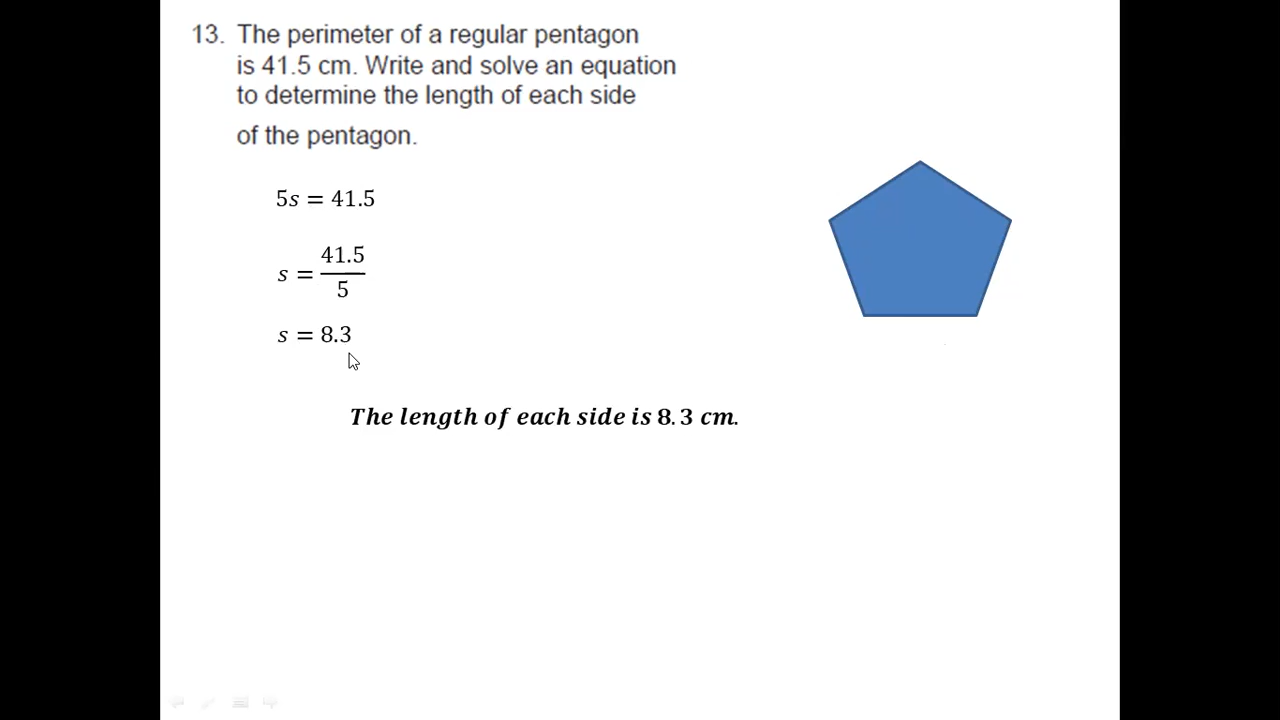 13. The perimeter of a regular pentagon
is 41.5 cm. Write and solve an equation
to determine the length of each side
of the pentagon.
5s = 41.5
s = 41.5/5
s = 8.3
The length of each side is 8.3 cm.